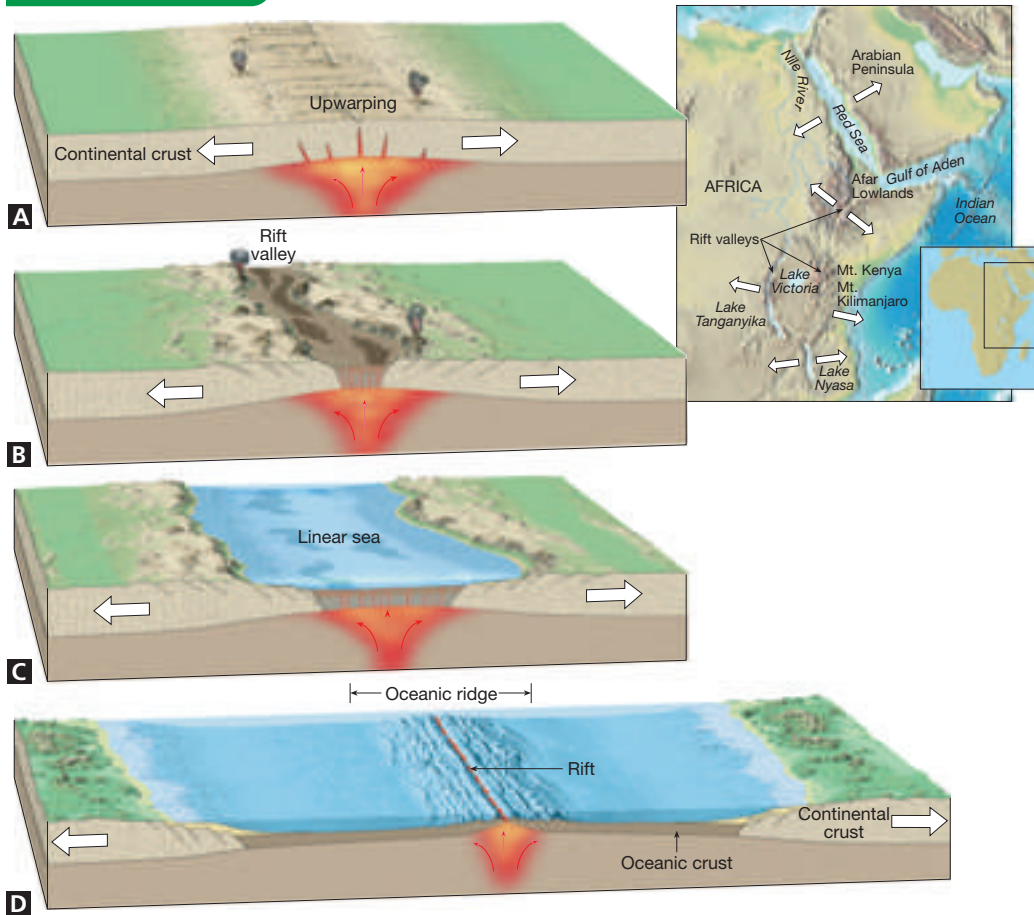 Upwarping
Continental crust
A
Rift
valley
B
Linear sea
C
Oceanic ridge
Rift
Continental
crust
Oceanic crust
D
Nile River
Arabian
Peninsula
Red Sea
Gulf of Aden
Afar
Lowlands
AFRICA
Indian
Ocean
Rift valleys
Lake
Victoria
Mt. Kenya
Mt.
Kilimanjaro
Lake
Tanganyika
Lake
Nyasa